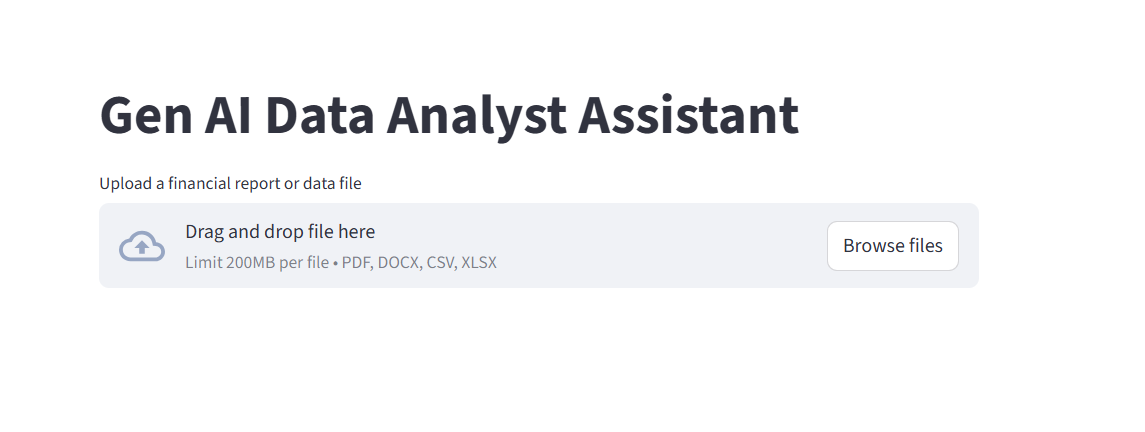 Gen AI Data Analyst Assistant
Upload a financial report or data file
Drag and drop file here
Limit 200MB per file • PDF, DOCX, CSV, XLSX
Browse files